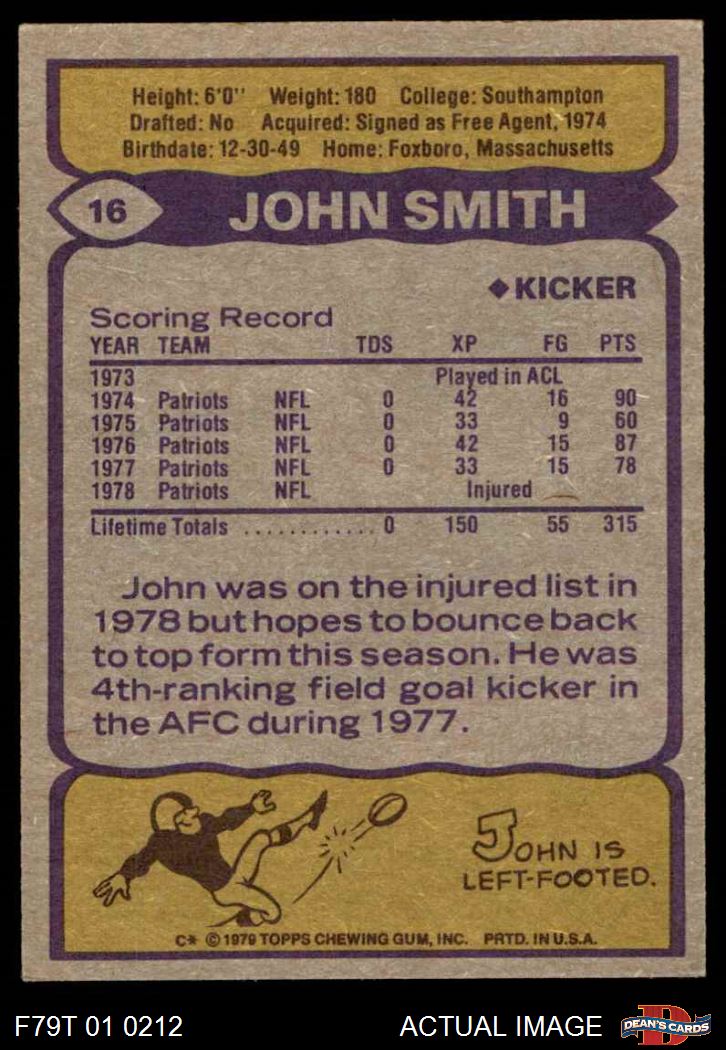 Height: 6'0" Weight: 180 College: Southampton
Drafted: No Acquired: Signed as Free Agent, 1974
Birthdate: 12-30-49 Home: Foxboro, Massachusetts
16 JOHN SMITH
◆ KICKER
Scoring Record
YEAR TEAM TDS XP FG PTS
1973 Played in ACL
1974 Patriots NFL 0 42 16 90
1975 Patriots NFL 0 33 9 60
1976 Patriots NFL 0 42 15 87
1977 Patriots NFL 0 33 15 78
1978 Patriots NFL Injured
Lifetime Totals ............ 0 150 55 315
John was on the injured list in
1978 but hopes to bounce back
to top form this season. He was
4th-ranking field goal kicker in
the AFC during 1977.
JOHN IS
LEFT-FOOTED.
C* © 1979 TOPPS CHEWING GUM, INC. PRTD. IN U.S.A.
F79T 01 0212 ACTUAL IMAGE D DEAN'S CARDS